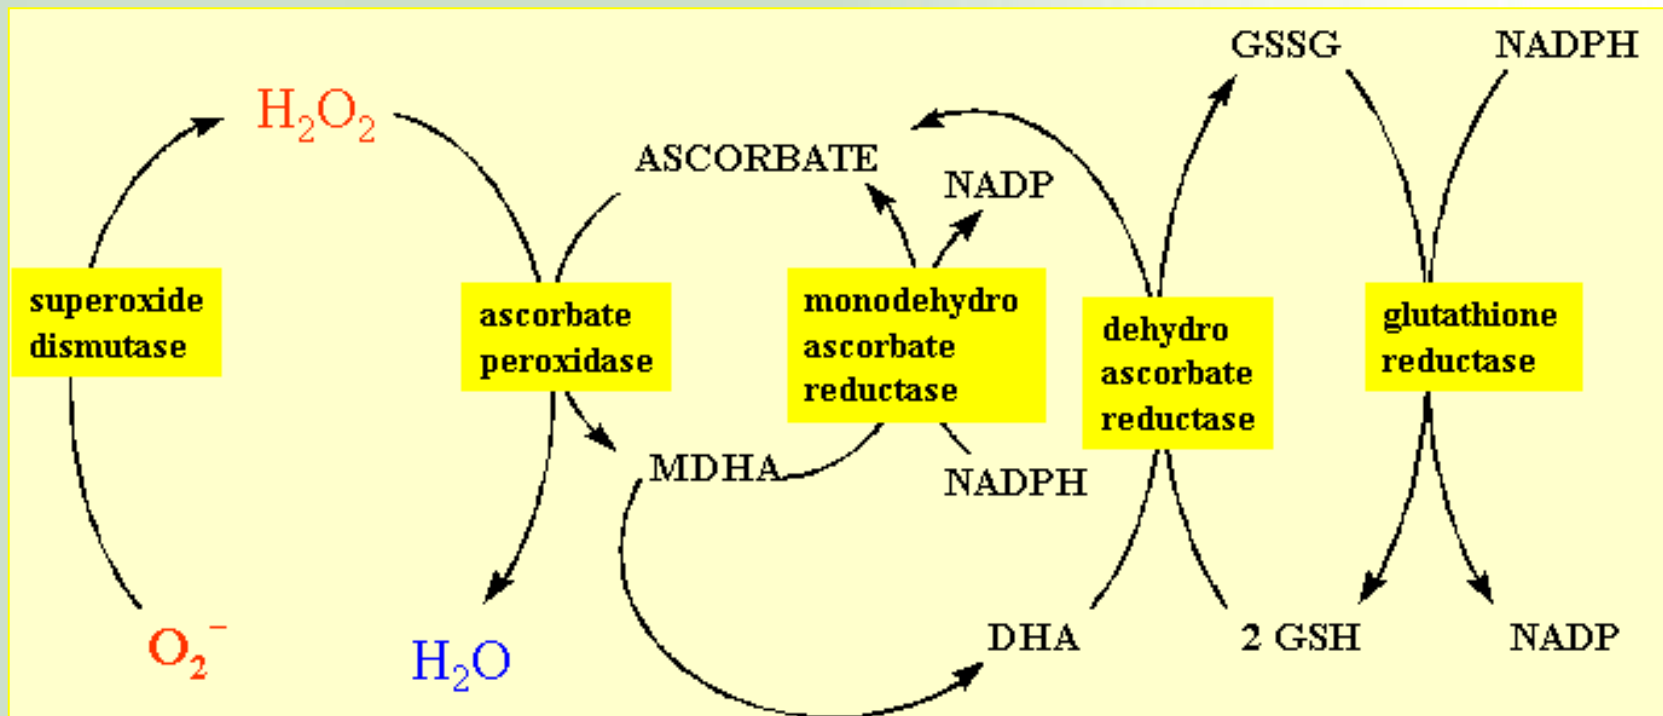 GSSG
NADPH
H₂O₂
ASCORBATE
NADP
superoxide
dismutase
ascorbate
peroxidase
monodehydro
ascorbate
reductase
dehydro
ascorbate
reductase
glutathione
reductase
MDHA
NADPH
O₂⁻
H₂O
DHA
2 GSH
NADP